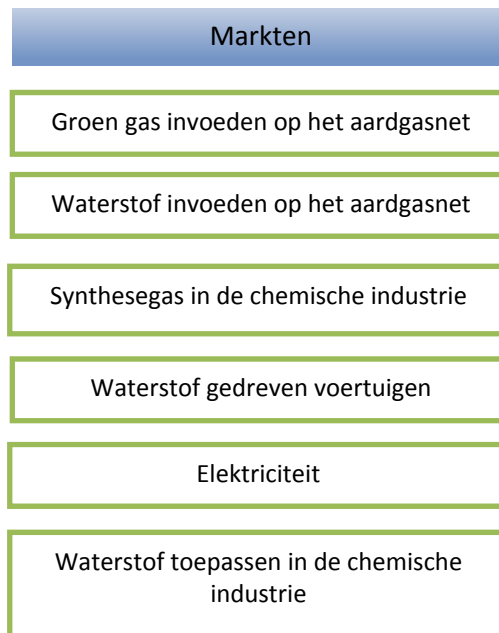 Markten
Groen gas invoeden op het aardgasnet
Waterstof invoeden op het aardgasnet
Synthesegas in de chemische industrie
Waterstof gedreven voertuigen
Elektriciteit
Waterstof toepassen in de chemische
industrie